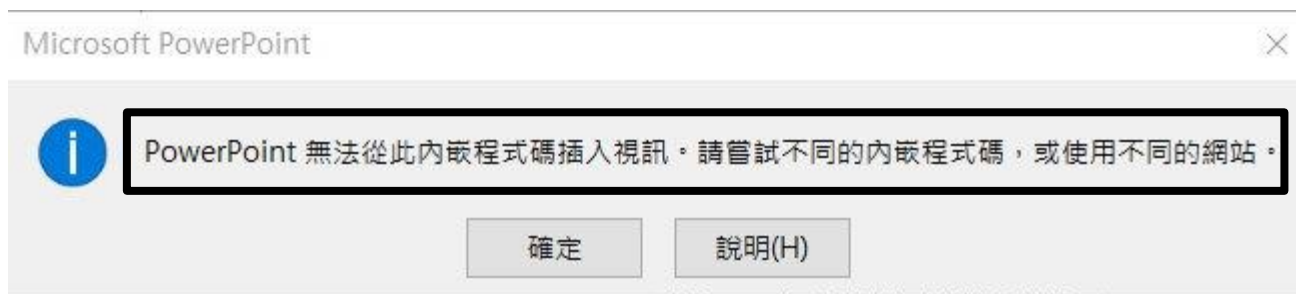 Microsoft PowerPoint
PowerPoint 無法從此內嵌程式碼插入視訊。請嘗試不同的內嵌程式碼，或使用不同的網站。
確定
說明(H)